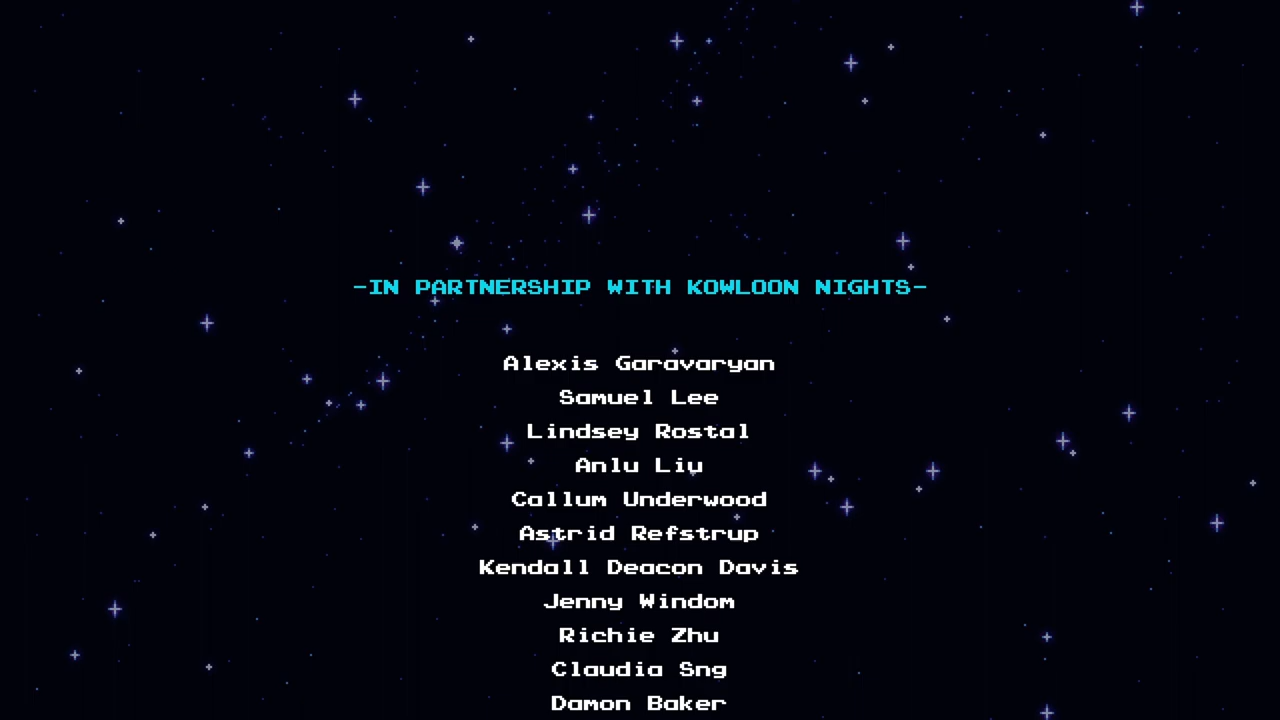 -IN PARTNERSHIP WITH KOWLOON NIGHTS-
Alexis Garavaryan
Samuel Lee
Lindsey Rostal
Anlu Liu
Callum Underwood
Astrid Refstrup
Kendall Deacon Davis
Jenny Windom
Richie Zhu
Claudia Sng
Damon Baker